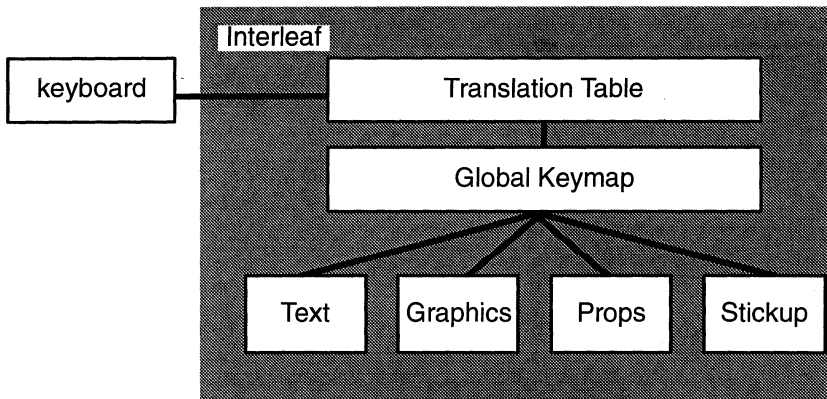 Interleaf
keyboard
Translation Table
Global Keymap
Text
Graphics
Props
Stickup